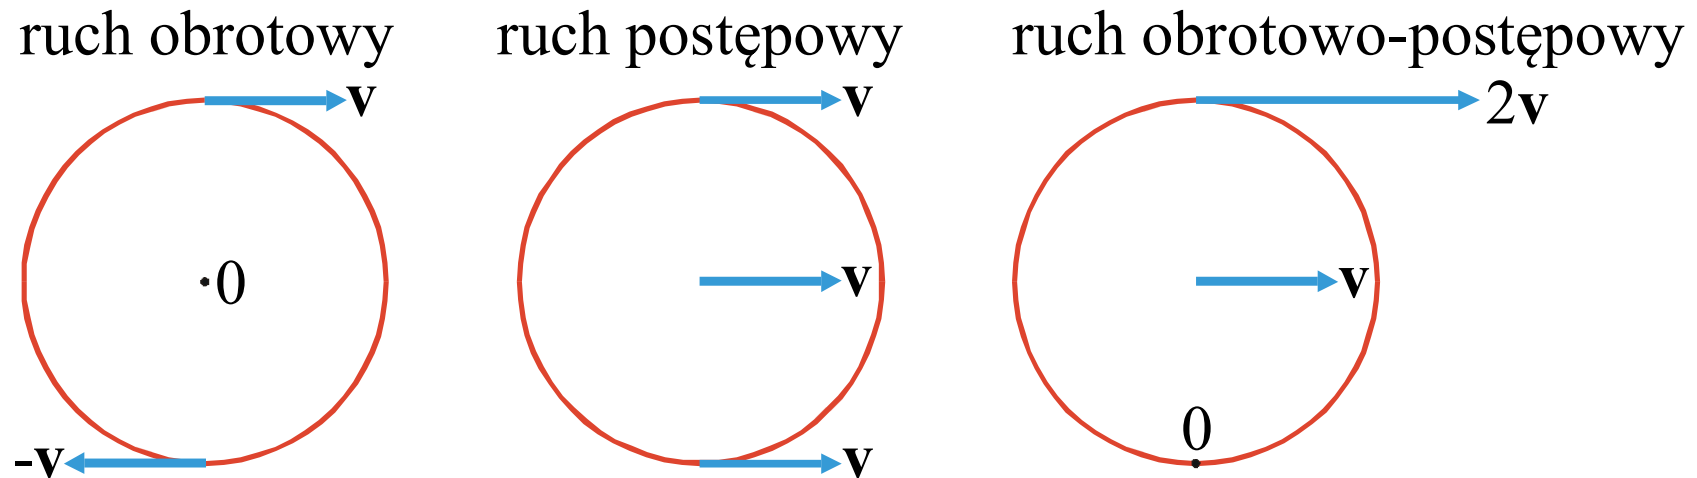 ruch obrotowy
v
0
-v
ruch postępowy
v
v
v
ruch obrotowo-postępowy
2v
v
0